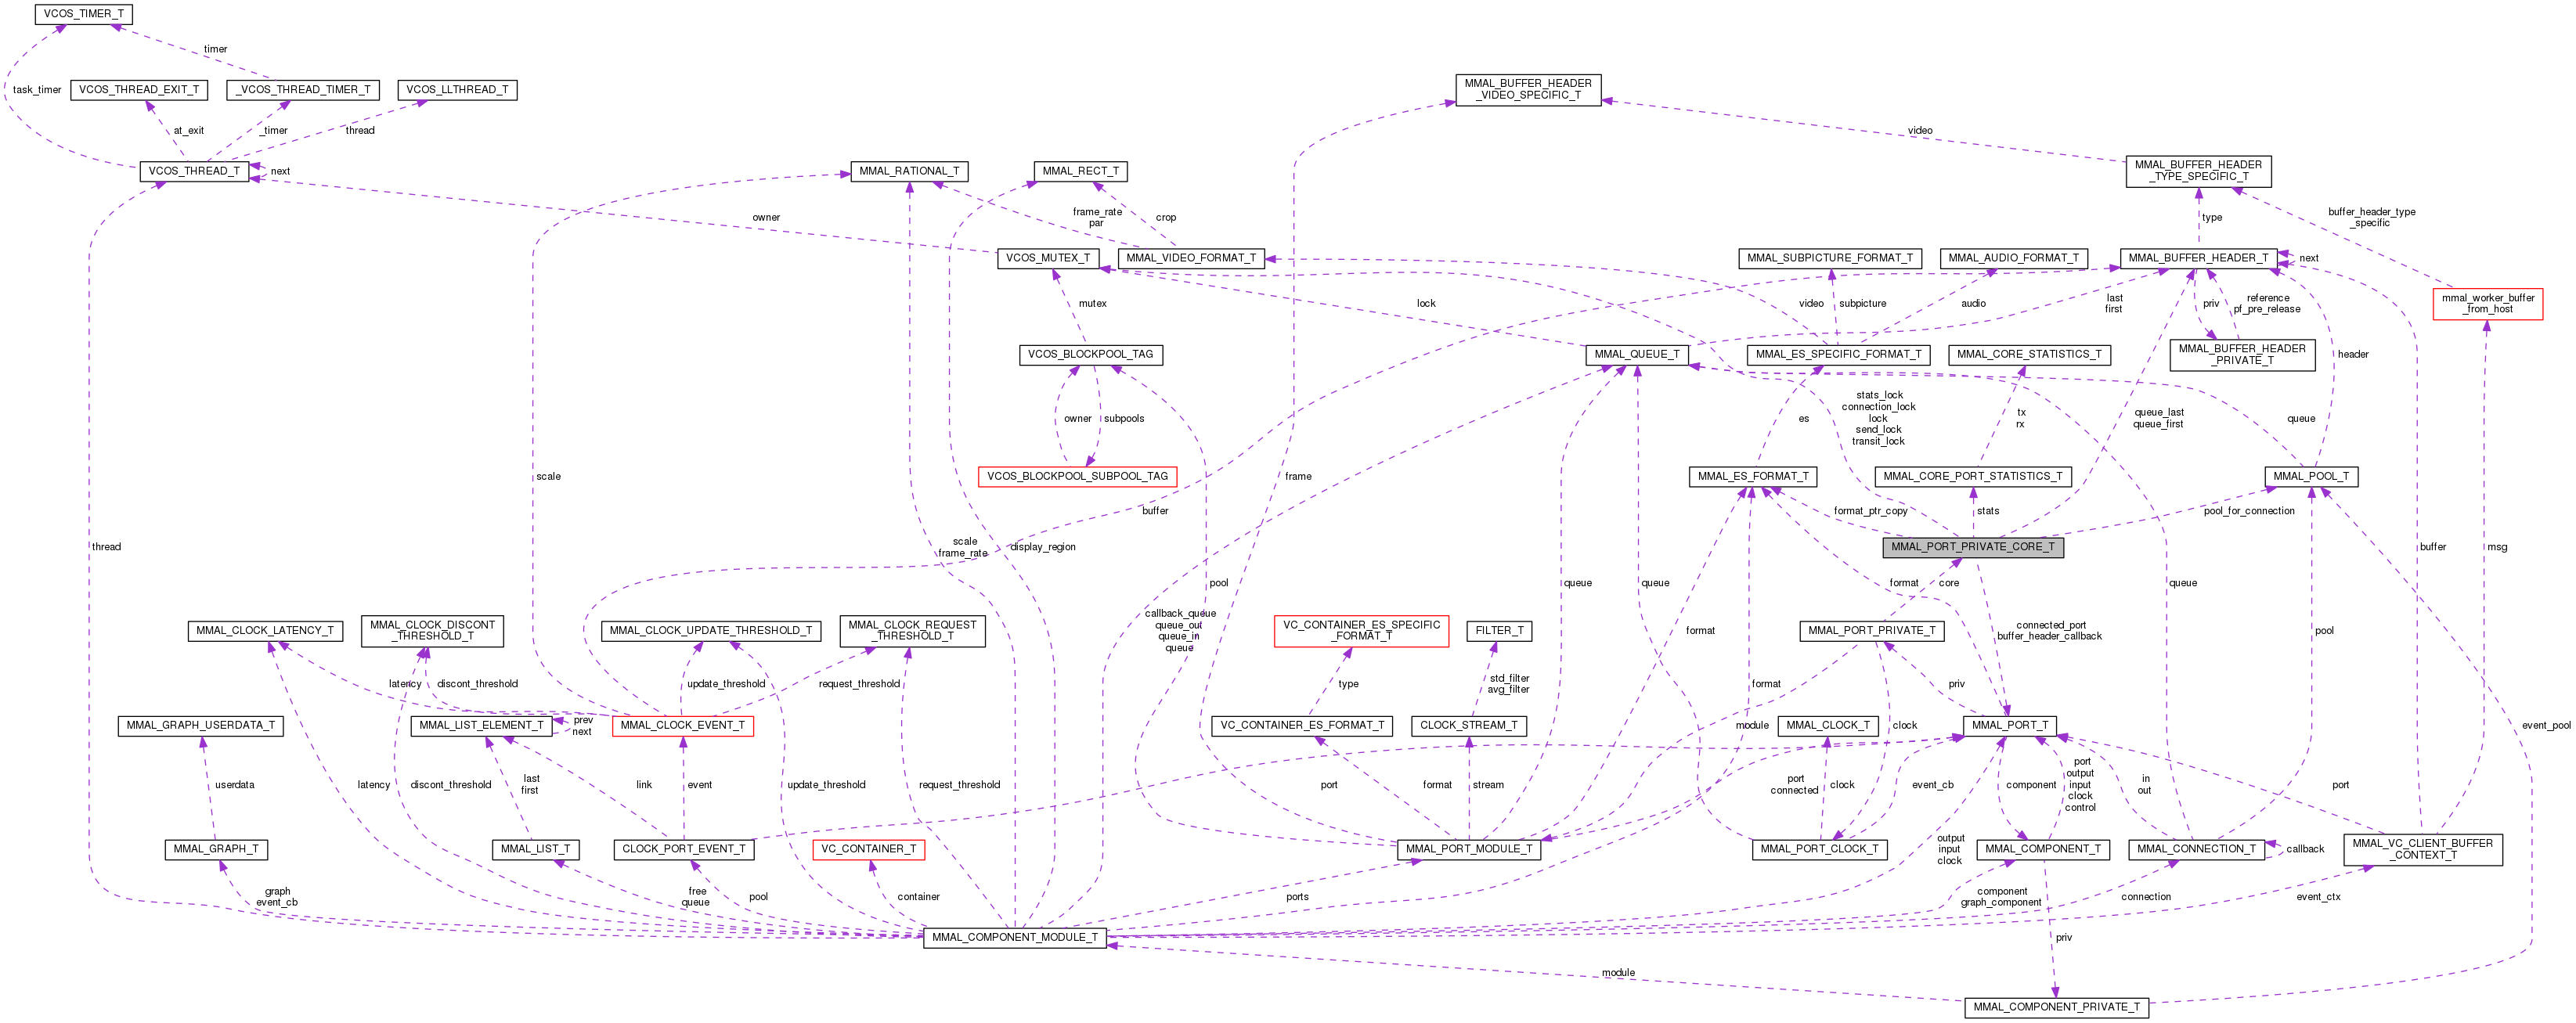 VCOS_TIMER_T
timer
task_timer
VCOS_THREAD_EXIT_T
_VCOS_THREAD_TIMER_T
VCOS_LLTHREAD_T
MMAL_BUFFER_HEADER
_VIDEO_SPECIFIC_T
at_exit
_timer
thread
video
VCOS_THREAD_T
next
MMAL_RATIONAL_T
MMAL_RECT_T
MMAL_BUFFER_HEADER
_TYPE_SPECIFIC_T
owner
frame_rate
par
crop
type
buffer_header_type
_specific
VCOS_MUTEX_T
MMAL_VIDEO_FORMAT_T
MMAL_SUBPICTURE_FORMAT_T
MMAL_AUDIO_FORMAT_T
MMAL_BUFFER_HEADER_T
next
mutex
lock
video
subpicture
audio
last
first
priv
reference
pf_pre_release
mmal_worker_buffer
_from_host
VCOS_BLOCKPOOL_TAG
MMAL_QUEUE_T
MMAL_ES_SPECIFIC_FORMAT_T
MMAL_CORE_STATISTICS_T
MMAL_BUFFER_HEADER
_PRIVATE_T
header
owner
subpools
es
stats_lock
connection_lock
lock
send_lock
transit_lock
tx
rx
queue_last
queue_first
queue
scale
VCOS_BLOCKPOOL_SUBPOOL_TAG
frame
MMAL_ES_FORMAT_T
MMAL_CORE_PORT_STATISTICS_T
MMAL_POOL_T
buffer
format_ptr_copy
stats
pool_for_connection
thread
scale
frame_rate
display_region
MMAL_PORT_PRIVATE_CORE_T
buffer
msg
pool
queue
queue
format
core
queue
callback_queue
queue_out
queue_in
queue
MMAL_CLOCK_LATENCY_T
MMAL_CLOCK_DISCONT
_THRESHOLD_T
MMAL_CLOCK_UPDATE_THRESHOLD_T
MMAL_CLOCK_REQUEST
_THRESHOLD_T
VC_CONTAINER_ES_SPECIFIC
_FORMAT_T
FILTER_T
format
MMAL_PORT_PRIVATE_T
connected_port
buffer_header_callback
pool
latency
discont_threshold
update_threshold
request_threshold
type
std_filter
avg_filter
format
priv
MMAL_GRAPH_USERDATA_T
MMAL_LIST_ELEMENT_T
prev
next
MMAL_CLOCK_EVENT_T
VC_CONTAINER_ES_FORMAT_T
CLOCK_STREAM_T
module
MMAL_CLOCK_T
clock
MMAL_PORT_T
event_pool
userdata
latency
discont_threshold
last
first
link
event
update_threshold
request_threshold
port
format
stream
port
connected
clock
event_cb
component
port
output
input
clock
control
in
out
port
MMAL_GRAPH_T
MMAL_LIST_T
CLOCK_PORT_EVENT_T
VC_CONTAINER_T
MMAL_PORT_MODULE_T
MMAL_PORT_CLOCK_T
output
input
clock
MMAL_COMPONENT_T
MMAL_CONNECTION_T
callback
MMAL_VC_CLIENT_BUFFER
_CONTEXT_T
graph
event_cb
free
queue
pool
container
ports
component
graph_component
connection
event_ctx
MMAL_COMPONENT_MODULE_T
priv
module
MMAL_COMPONENT_PRIVATE_T